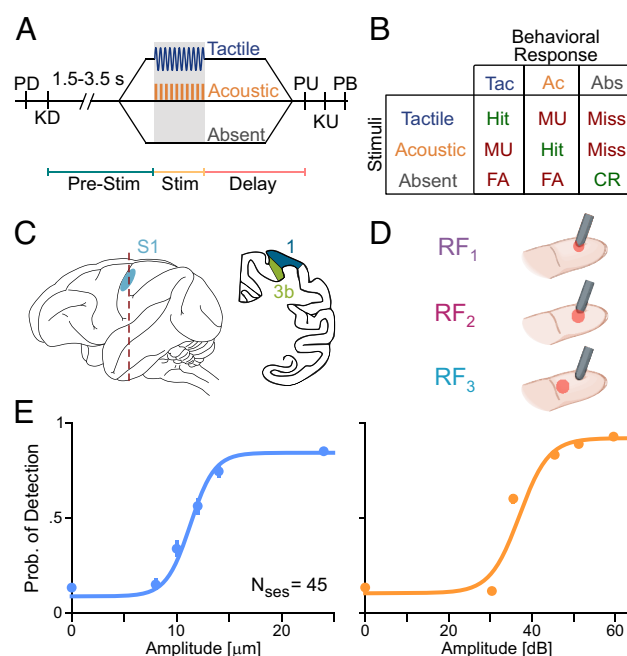 A
PD
KD
1.5-3.5 s
Tactile
Acoustic
Absent
PU
KU
PB
Pre-Stim
Stim
Delay
B
Behavioral
Response
Tac Ac Abs
Stimuli
Tactile Hit MU Miss
Acoustic MU Hit Miss
Absent FA FA CR
C
S1
1
3b
D
RF1
RF2
RF3
E
Prob. of Detection
1
.5
0
Nses = 45
0 10 20
Amplitude [μm]
0 20 40 60
Amplitude [dB]